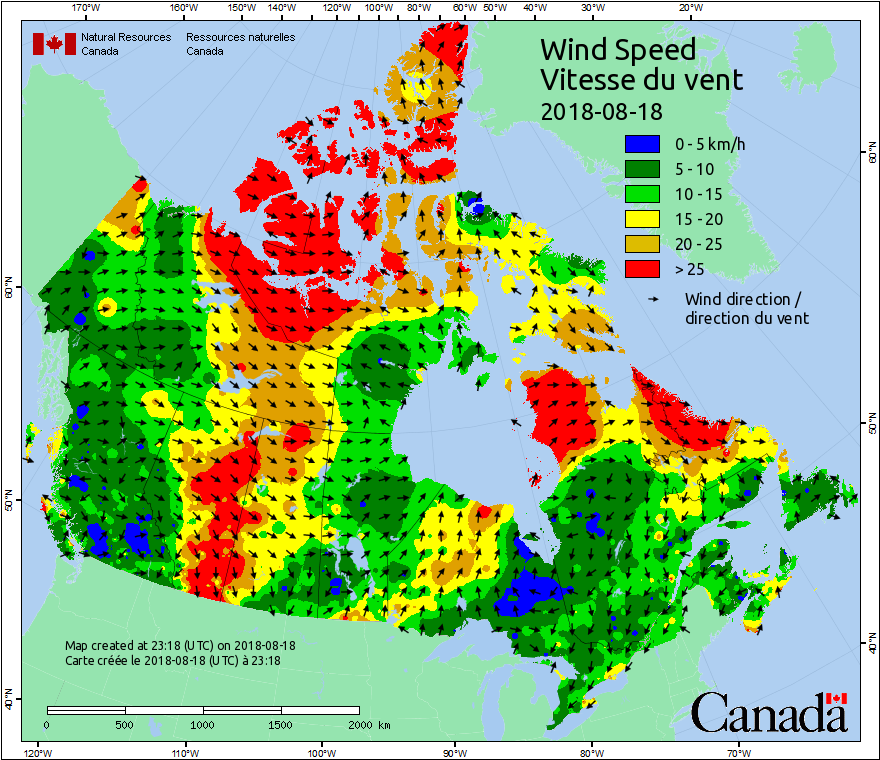 170°W 160°W 150°W 140°W 120°W 100°W 80°W 60°W 50°W 40°W 30°W 20°W
Natural Resources Ressources naturelles
Canada Canada
Wind Speed
Vitesse du vent
2018-08-18
0 - 5 km/h
5 - 10
10 - 15
15 - 20
20 - 25
> 25
Wind direction /
direction du vent
60°N
60°N
50°N
50°N
40°N
40°N
Map created at 23:18 (UTC) on 2018-08-18
Carte créée le 2018-08-18 (UTC) à 23:18
0 500 1000 1500 2000 km
Canada
120°W 110°W 100°W 90°W 80°W 70°W